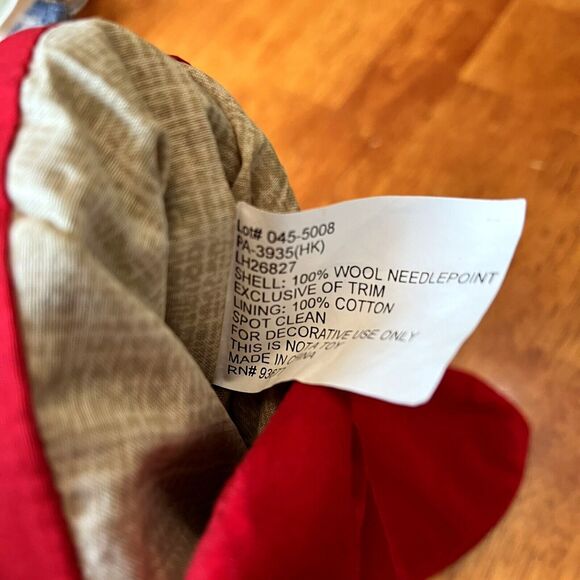 Lot# 045-5008
PA-3935(HK)
LH26827
SHELL: 100% WOOL NEEDLEPOINT
EXCLUSIVE OF TRIM
LINING: 100% COTTON
SPOT CLEAN
FOR DECORATIVE USE ONLY
THIS IS NOT A TOY
MADE IN CHINA
RN#